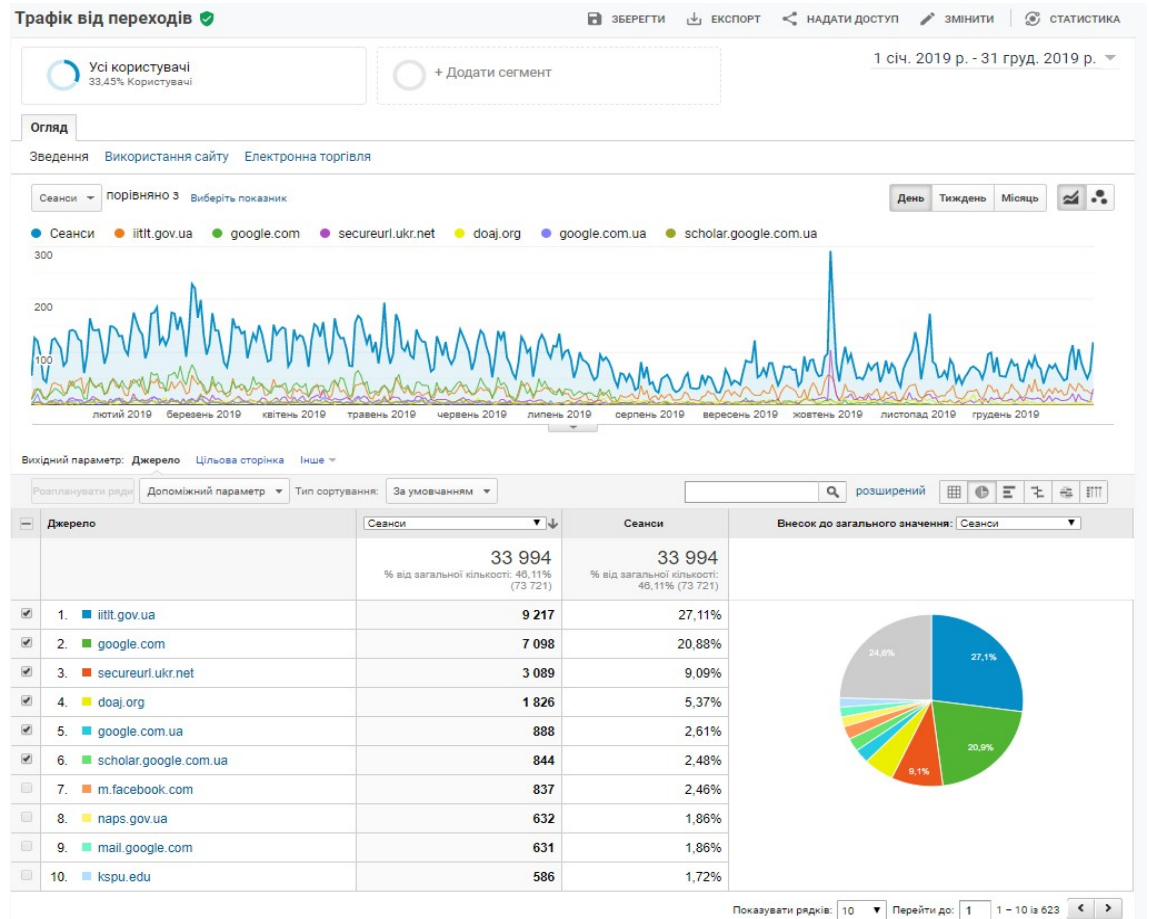 Трафік від переходів
ЗБЕРЕГТИ ЕКСПОРТ НАДАТИ ДОСТУП ЗМІНИТИ СТАТИСТИКА
Усі користувачі
33,45% Користувачі
+ Додати сегмент
1 січ. 2019 р. - 31 груд. 2019 р.
Огляд
Зведення Використання сайту Електронна торгівля
Сеанси порівняно з Виберіть показник
День Тиждень Місяць
Сеанси iitlt.gov.ua google.com secureurl.ukr.net doaj.org google.com.ua scholar.google.com.ua
300
200
100
лютий 2019 березень 2019 квітень 2019 травень 2019 червень 2019 липень 2019 серпень 2019 вересень 2019 жовтень 2019 листопад 2019 грудень 2019
Вихідний параметр: Джерело Цільова сторінка Інше
Розпланувати ряди Допоміжний параметр Тип сортування: За умовчанням розширений
Джерело Сеанси Сеанси Внесок до загального значення: Сеанси
33 994 33 994
% від загальної кількості: 46,11% (73 721) % від загальної кількості: 46,11% (73 721)
1. iitlt.gov.ua 9 217 27,11%
2. google.com 7 098 20,88%
3. secureurl.ukr.net 3 089 9,09%
4. doaj.org 1 826 5,37%
5. google.com.ua 888 2,61%
6. scholar.google.com.ua 844 2,48%
7. m.facebook.com 837 2,46%
8. naps.gov.ua 632 1,86%
9. mail.google.com 631 1,86%
10. kspu.edu 586 1,72%
24,6%
27,1%
20,9%
9,1%
Показувати рядків: 10 Перейти до: 1 1 – 10 із 623